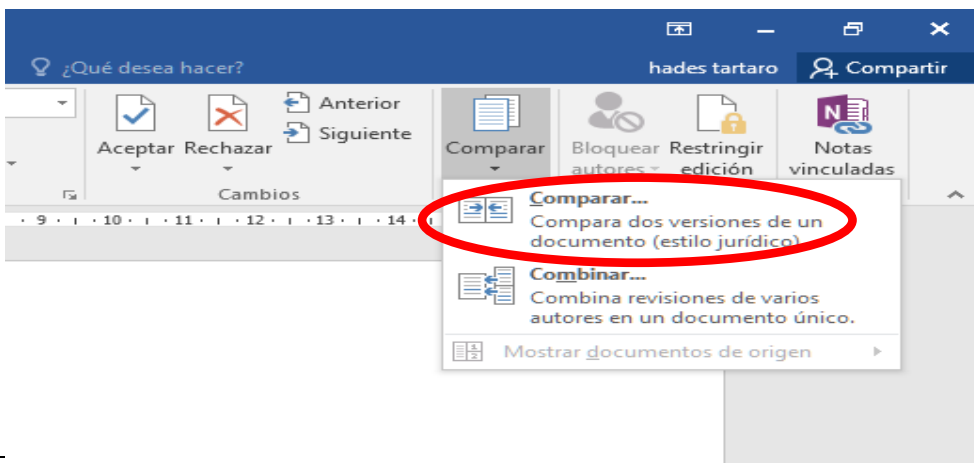 ¿Qué desea hacer?
hades tartaro
Compartir
Anterior
Siguiente
Aceptar Rechazar
Cambios
Comparar
Bloquear autores
Restringir edición
Notas vinculadas
· 9 · ı · 10 · ı · 11 · ı · 12 · ı · 13 · ı · 14 ·
Comparar...
Compara dos versiones de un
documento (estilo jurídico)
Combinar...
Combina revisiones de varios
autores en un documento único.
Mostrar documentos de origen